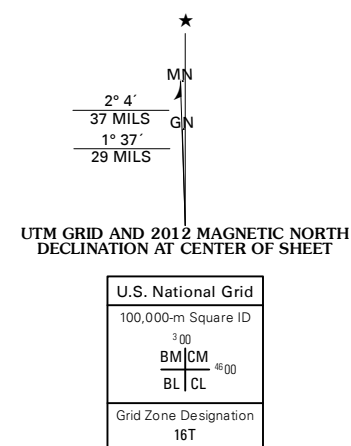 MN
2° 4´
37 MILS
GN
1° 37´
29 MILS
UTM GRID AND 2012 MAGNETIC NORTH
DECLINATION AT CENTER OF SHEET
U.S. National Grid
100,000-m Square ID
300
BM CM
4600
BL CL
Grid Zone Designation
16T